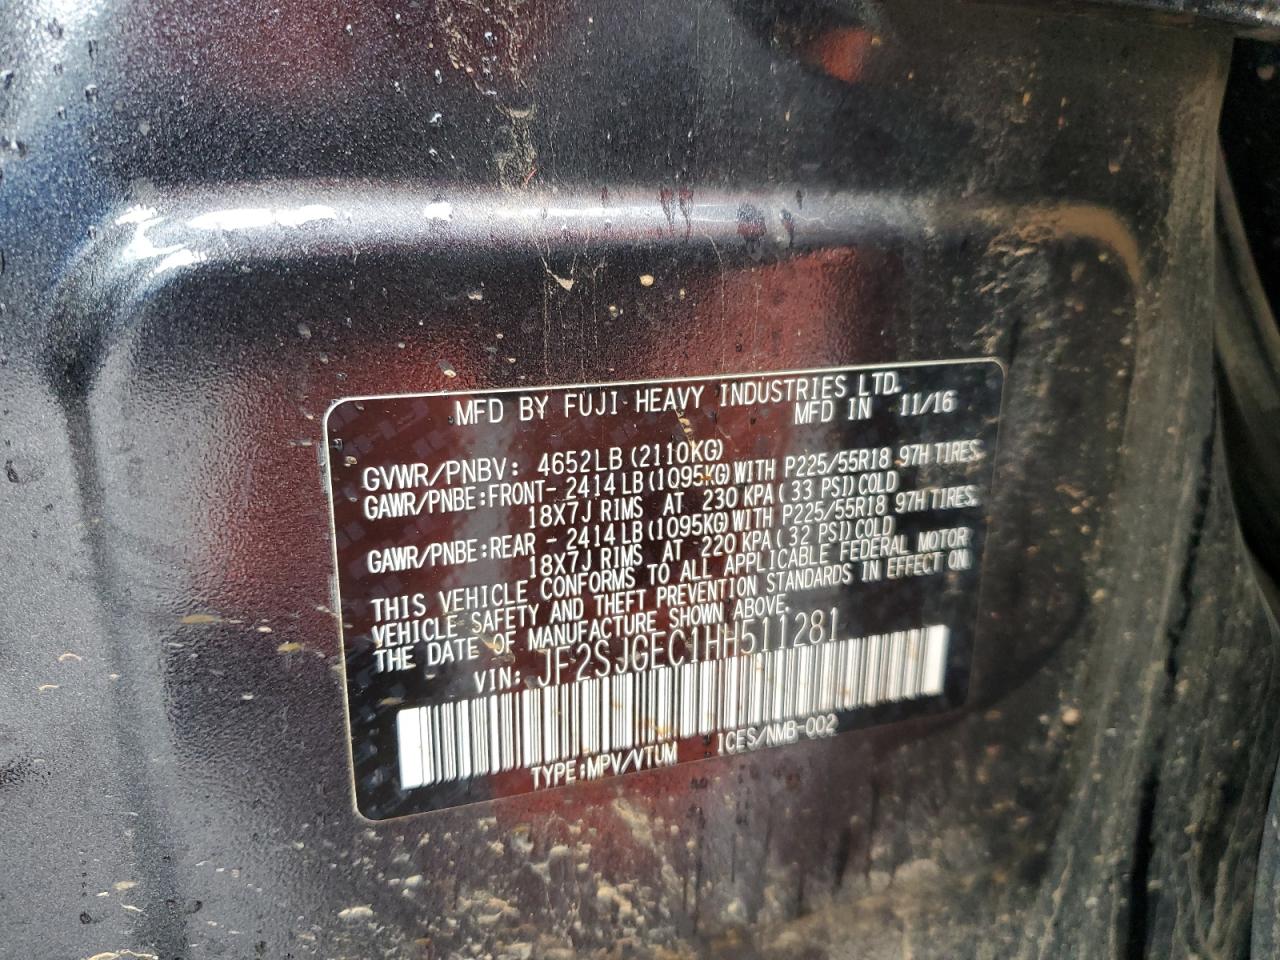 MFD BY FUJI HEAVY INDUSTRIES LTD.
MFD IN 11/16
GVWR/PNBV: 4652LB(2110KG)
GAWR/PNBE:FRONT- 2414LB(1095KG)WITH P225/55R18 97H TIRES
18X7J RIMS AT 230 KPA(33 PSI)COLD
GAWR/PNBE:REAR - 2414LB(1095KG)WITH P225/55R18 97H TIRES
18X7J RIMS AT 220 KPA(32 PSI)COLD
THIS VEHICLE CONFORMS TO ALL APPLICABLE FEDERAL MOTOR
VEHICLE SAFETY AND THEFT PREVENTION STANDARDS IN EFFECT ON
THE DATE OF MANUFACTURE SHOWN ABOVE.
VIN: JF2SJGEC1HH511281
TYPE:MPV/VTUM ICES/NMB-002